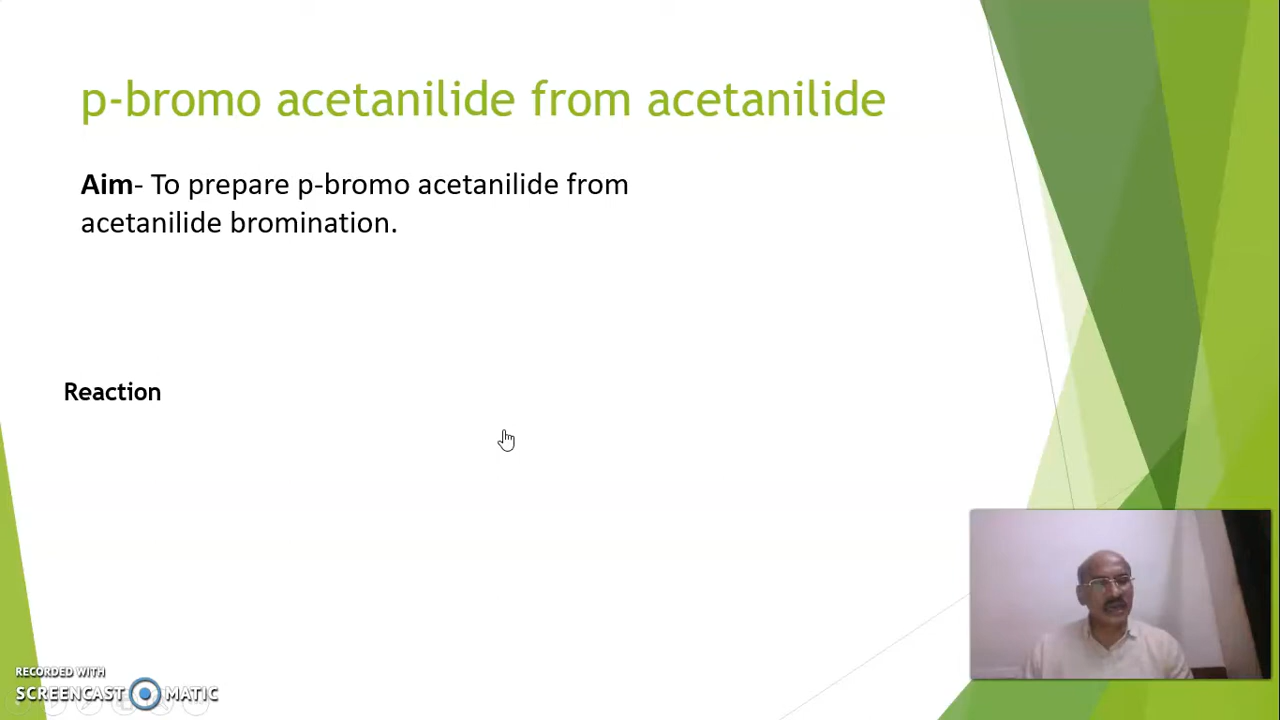 p-bromo acetanilide from acetanilide
Aim- To prepare p-bromo acetanilide from
acetanilide bromination.
Reaction
RECORDED WITH
SCREENCAST MATIC